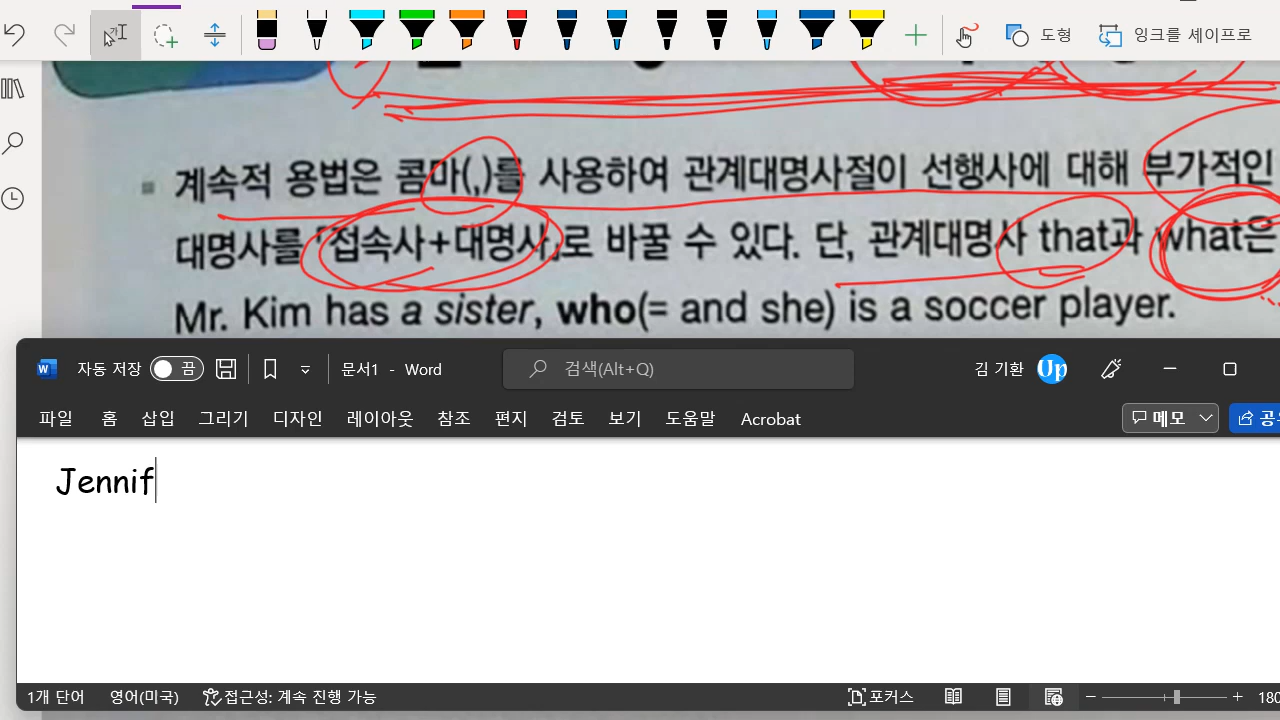 도형
잉크를 셰이프로
계속적 용법은 콤마(,)를 사용하여 관계대명사절이 선행사에 대해 부가적인
대명사를 「접속사+대명사」로 바꿀 수 있다. 단, 관계대명사 that과 what은
Mr. Kim has a sister, who(= and she) is a soccer player.
자동 저장 끔 문서1 - Word 검색(Alt+Q) 김 기환 Up
파일 홈 삽입 그리기 디자인 레이아웃 참조 편지 검토 보기 도움말 Acrobat 메모
Jennif
1개 단어 영어(미국) 접근성: 계속 진행 가능 포커스